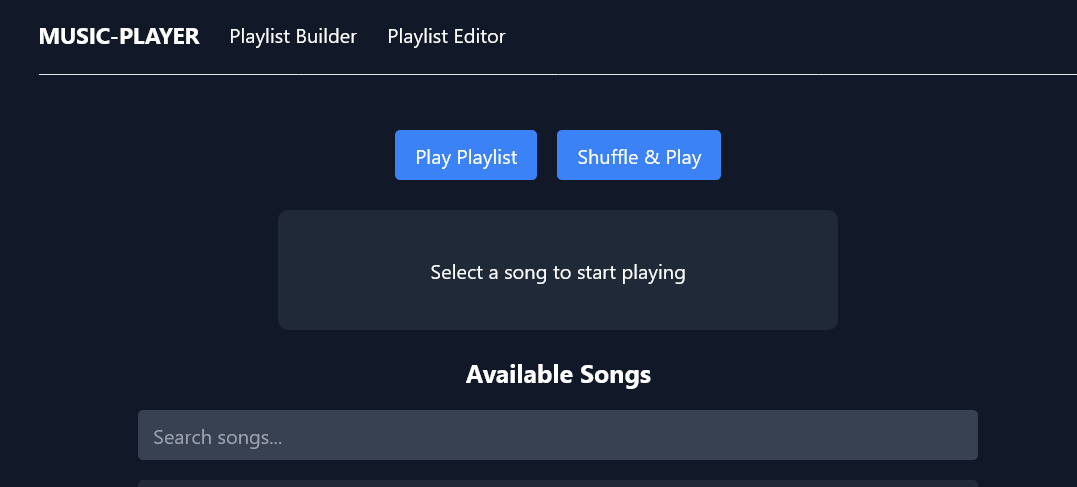 MUSIC-PLAYER Playlist Builder Playlist Editor
Play Playlist Shuffle & Play
Select a song to start playing
Available Songs
Search songs...